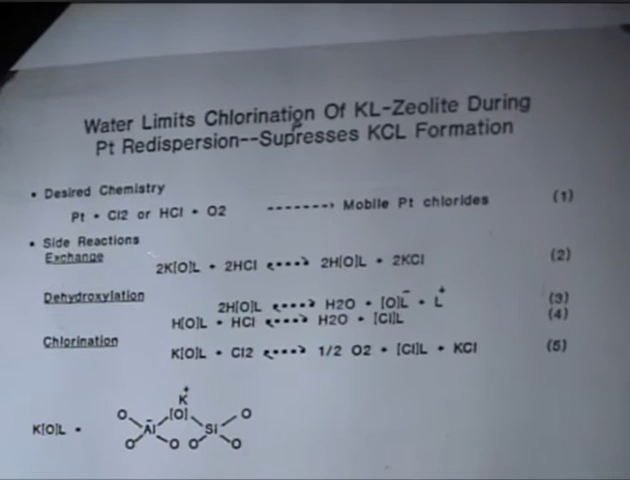 Water Limits Chlorination Of KL-Zeolite During
Pt Redispersion--Supresses KCL Formation
• Desired Chemistry
Pt + Cl2 or HCl + O2 -------> Mobile Pt chlorides (1)
• Side Reactions
Exchange
2K[O]L + 2HCl <----> 2H[O]L + 2KCl (2)
Dehydroxylation
2H[O]L <----> H2O + [O]L⁻ + L⁺ (3)
H[O]L + HCl <----> H2O + [Cl]L (4)
Chlorination
K[O]L + Cl2 <----> 1/2 O2 + [Cl]L + KCl (5)
K⁺
O [O] O
K[O]L = Al⁻ Si
O O O O